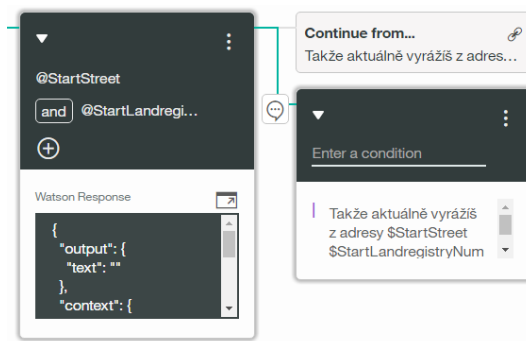 @StartStreet
and @StartLandregi...
Watson Response
{
"output": {
"text": ""
},
"context": {
Continue from...
Takže aktuálně vyrážíš z adres...
Enter a condition
Takže aktuálně vyrážíš
z adresy $StartStreet
$StartLandregistryNum